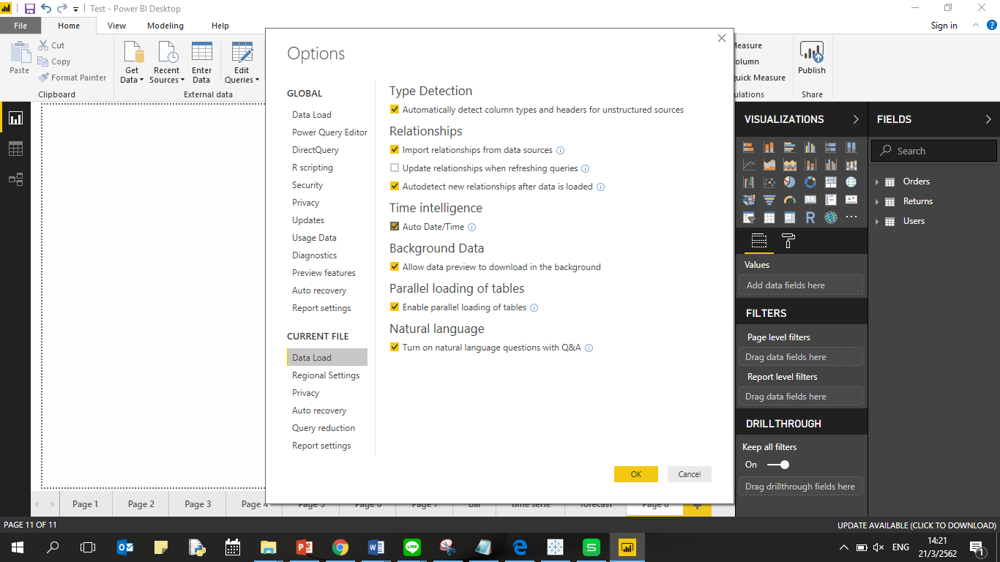 Test - Power BI Desktop
File Home View Modeling Help Sign in
Paste
Cut
Copy
Format Painter
Clipboard
Get Data
Recent Sources
Enter Data
Edit Queries
External data
Measure
Column
Quick Measure
ulations
Publish
Share
Options
GLOBAL
Data Load
Power Query Editor
DirectQuery
R scripting
Security
Privacy
Updates
Usage Data
Diagnostics
Preview features
Auto recovery
Report settings
CURRENT FILE
Data Load
Regional Settings
Privacy
Auto recovery
Query reduction
Report settings
Type Detection
Automatically detect column types and headers for unstructured sources
Relationships
Import relationships from data sources
Update relationships when refreshing queries
Autodetect new relationships after data is loaded
Time intelligence
Auto Date/Time
Background Data
Allow data preview to download in the background
Parallel loading of tables
Enable parallel loading of tables
Natural language
Turn on natural language questions with Q&A
OK Cancel
VISUALIZATIONS
R
Values
Add data fields here
FILTERS
Page level filters
Drag data fields here
Report level filters
Drag data fields here
DRILLTHROUGH
Keep all filters
On
Drag drillthrough fields here
FIELDS
Search
Orders
Returns
Users
Page 1 Page 2 Page 3 Page 4 Page 5 Page 6 Page 7 bar time serie forecast Page 8
PAGE 11 OF 11
UPDATE AVAILABLE (CLICK TO DOWNLOAD)
LINE
ENG
14:21
21/3/2562
1